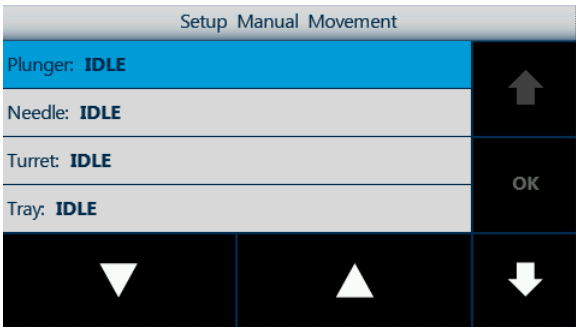 Setup Manual Movement
Plunger: IDLE
Needle: IDLE
Turret: IDLE
OK
Tray: IDLE